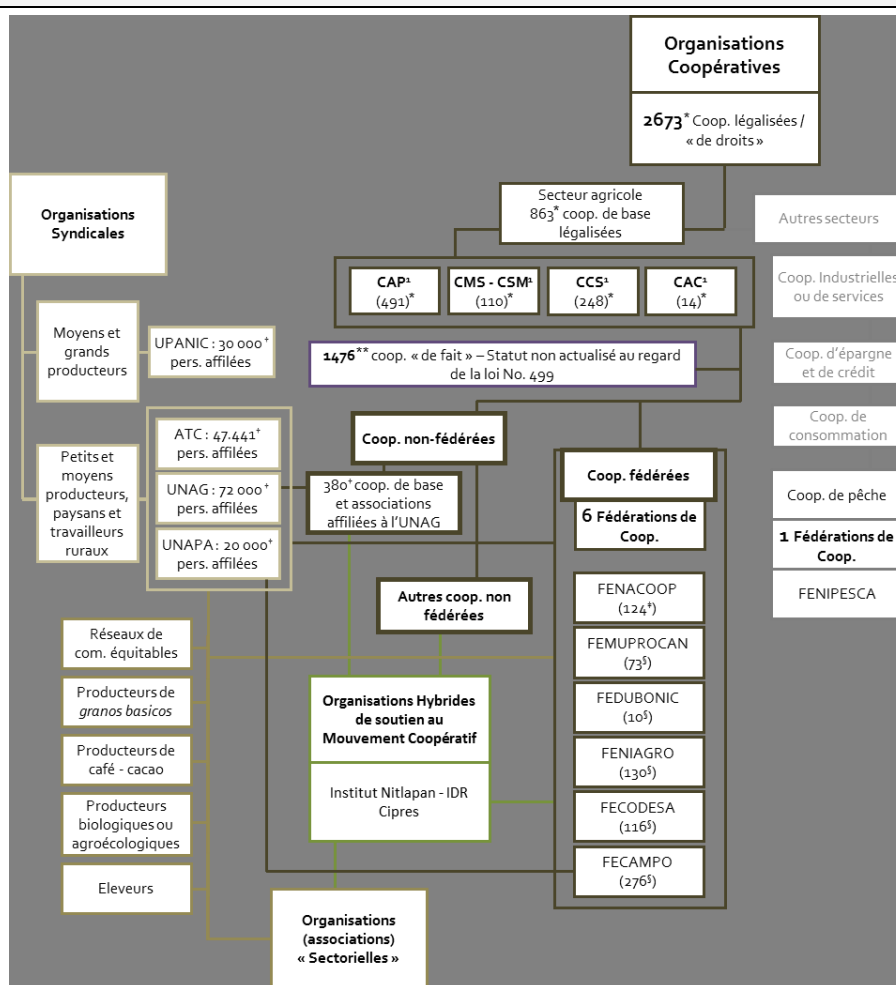 Organisations
Coopératives
2673* Coop. légalisées /
« de droits »
Secteur agricole
863* coop. de base
légalisées
Autres secteurs
Organisations
Syndicales
CAP¹
(491)*
CMS - CSM¹
(110)*
CCS¹
(248)*
CAC¹
(14)*
Coop. Industrielles
ou de services
Moyens et
grands
producteurs
UPANIC : 30 000⁺
pers. affilées
1476** coop. « de fait » – Statut non actualisé au regard
de la loi No. 499
Coop. d'épargne
et de crédit
Coop. de
consommation
Petits et
moyens
producteurs,
paysans et
travailleurs
ruraux
ATC : 47.441⁺
pers. affilées
UNAG : 72 000⁺
pers. affilées
UNAPA : 20 000⁺
pers. affilées
Coop. non-fédérées
380⁺ coop. de base
et associations
affiliées à l'UNAG
Autres coop. non
fédérées
Coop. fédérées
6 Fédérations de
Coop.
Coop. de pêche
1 Fédérations de
Coop.
FENIPESCA
FENACOOP
(124‡)
FEMUPROCAN
(73§)
FEDUBONIC
(10§)
FENIAGRO
(130§)
FECODESA
(116§)
FECAMPO
(276§)
Réseaux de
com. équitables
Producteurs de
granos basicos
Producteurs de
café - cacao
Producteurs
biologiques ou
agroécologiques
Eleveurs
Organisations Hybrides
de soutien au
Mouvement Coopératif
Institut Nitlapan - IDR
Cipres
Organisations
(associations)
« Sectorielles »